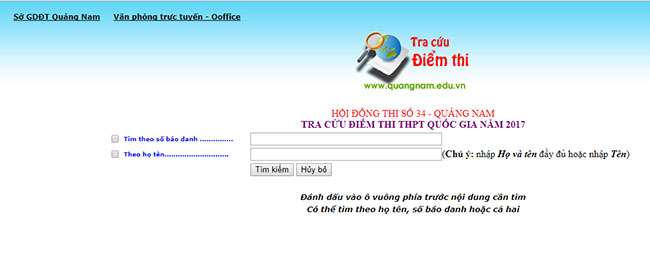 Sở GDĐT Quảng Nam Văn phòng trực tuyến - Ooffice
Tra cứu
Điểm thi
www.quangnam.edu.vn
HỘI ĐỒNG THI SỐ 34 - QUẢNG NAM
TRA CỨU ĐIỂM THI THPT QUỐC GIA NĂM 2017
Tìm theo số báo danh ...............
Theo họ tên............................. (Chú ý: nhập Họ và tên đầy đủ hoặc nhập Tên)
Tìm kiếm Hủy bỏ
Đánh dấu vào ô vuông phía trước nội dung cần tìm
Có thể tìm theo họ tên, số báo danh hoặc cả hai